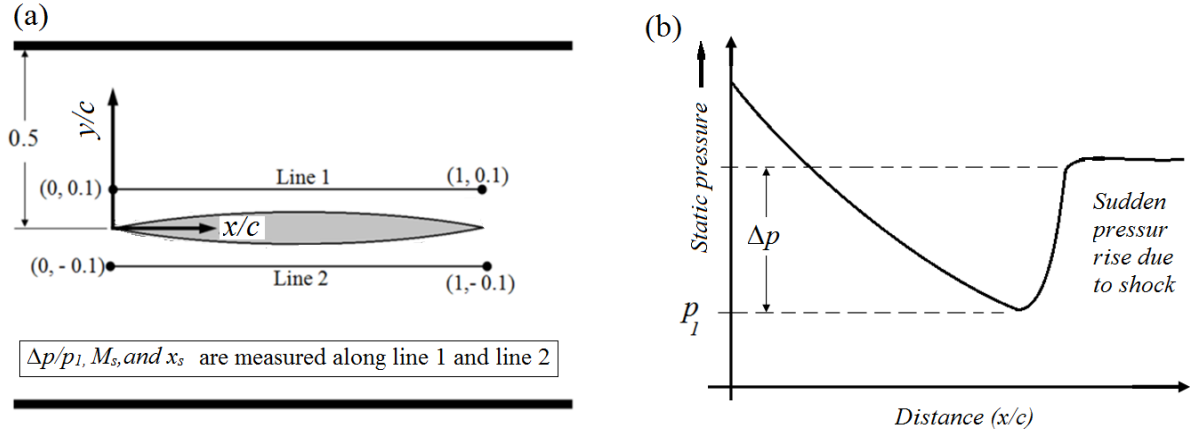 (a)
0.5
y/c
(0, 0.1)
Line 1
(1, 0.1)
x/c
(0, - 0.1)
Line 2
(1,- 0.1)
Δp/p1, Ms,and xs are measured along line 1 and line 2
(b)
Static pressure
Δp
p1
Sudden
pressur
rise due
to shock
Distance (x/c)